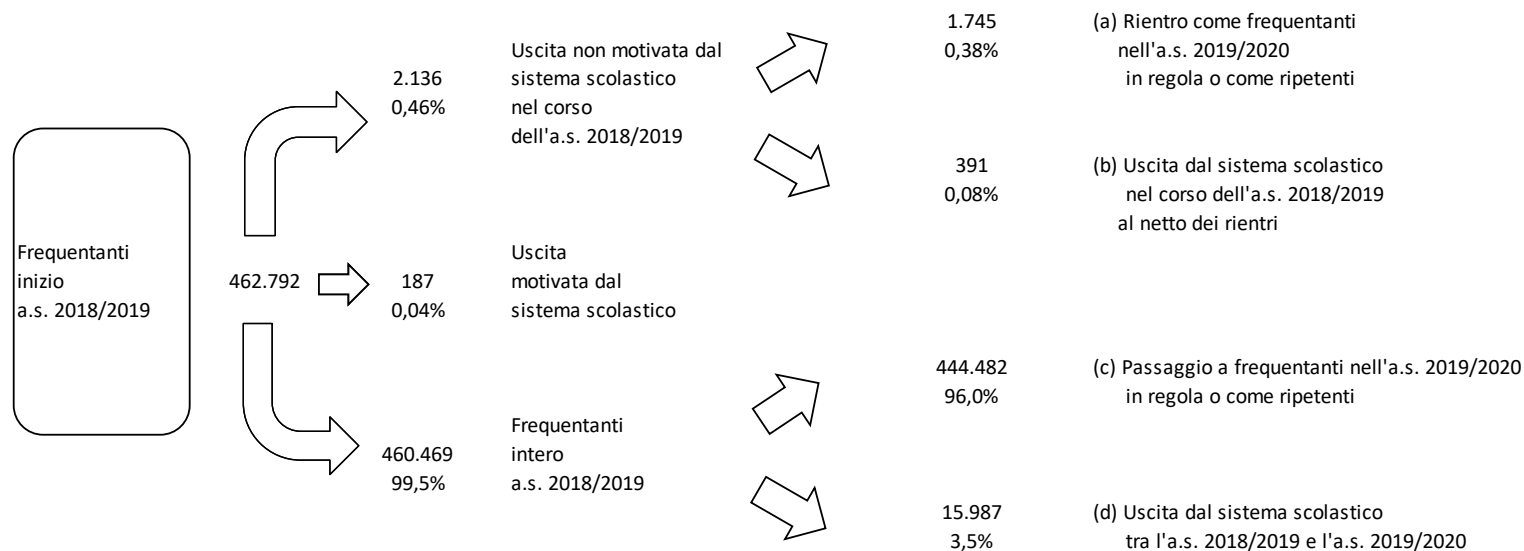 Frequentanti
inizio
a.s. 2018/2019
462.792
2.136
0,46%
Uscita non motivata dal
sistema scolastico
nel corso
dell'a.s. 2018/2019
1.745
0,38%
(a) Rientro come frequentanti
nell'a.s. 2019/2020
in regola o come ripetenti
391
0,08%
(b) Uscita dal sistema scolastico
nel corso dell'a.s. 2018/2019
al netto dei rientri
187
0,04%
Uscita
motivata dal
sistema scolastico
460.469
99,5%
Frequentanti
intero
a.s. 2018/2019
444.482
96,0%
(c) Passaggio a frequentanti nell'a.s. 2019/2020
in regola o come ripetenti
15.987
3,5%
(d) Uscita dal sistema scolastico
tra l'a.s. 2018/2019 e l'a.s. 2019/2020